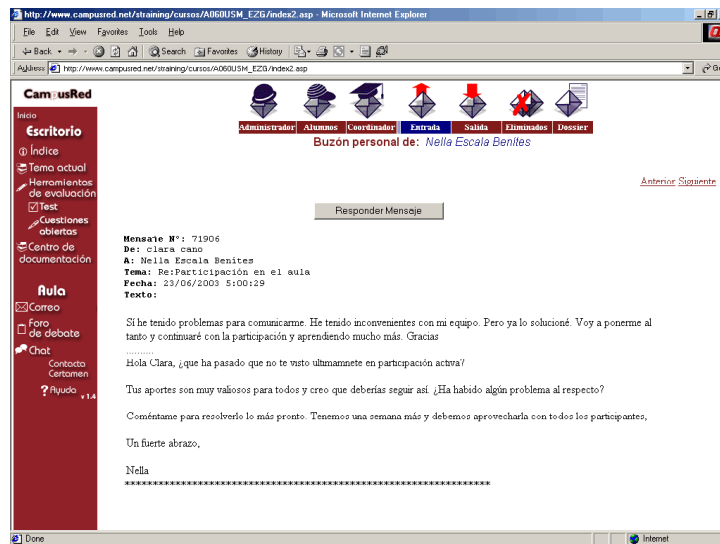 http://www.campusred.net/straining/cursos/A060USM_EZG/index2.asp - Microsoft Internet Explorer
File Edit View Favorites Tools Help
Back Search Favorites History
Address http://www.campusred.net/straining/cursos/A060USM_EZG/index2.asp Go
CampusRed
Inicio
Escritorio
Índice
Tema actual
Herramientas
de evaluación
Test
Cuestiones
abiertas
Centro de
documentación
Aula
Correo
Foro
de debate
Chat
Contacta
Certamen
? Ayuda v 1.4
Administrador Alumnos Coordinador Entrada Salida Eliminados Dossier
Buzón personal de: Nella Escala Benites
Anterior Siguiente
Responder Mensaje
Mensaje Nº: 71906
De: clara cano
A: Nella Escala Benites
Tema: Re:Participación en el aula
Fecha: 23/06/2003 5:00:29
Texto:
Sí he tenido problemas para comunicarme. He tenido inconvenientes con mi equipo. Pero ya lo solucioné. Voy a ponerme al
tanto y continuaré con la participación y aprendiendo mucho más. Gracias
..........
Hola Clara, ¿que ha pasado que no te visto ultimamnete en participación activa?
Tus aportes son muy valiosos para todos y creo que deberías seguir así. ¿Ha habido algún problema al respecto?
Coméntame para resolverlo lo más pronto. Tenemos una semana más y debemos aprovecharla con todos los participantes,
Un fuerte abrazo,
Nella
*****************************************************************
Done Internet